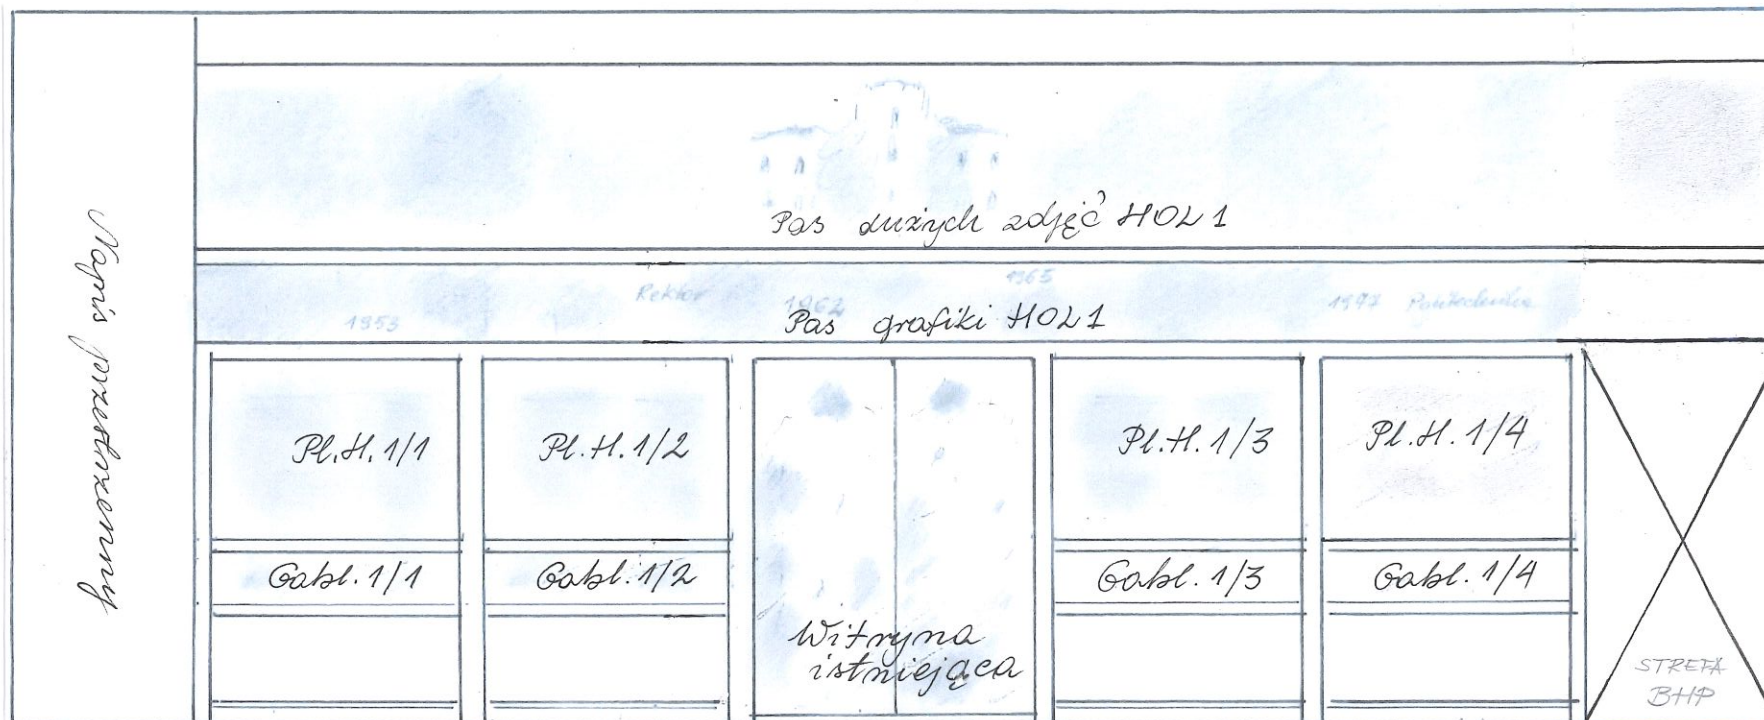 Napis przestrzenny
Pas dużych zdjęć HOL 1
1953
Rektor
1962
1965
1972 Politechnika
Pas grafiki HOL 1
Pl.H.1/1
Pl.H.1/2
Pl.H.1/3
Pl.H.1/4
Gabl.1/1
Gabl.1/2
Gabl.1/3
Gabl.1/4
Witryna
istniejąca
STREFA
BHP